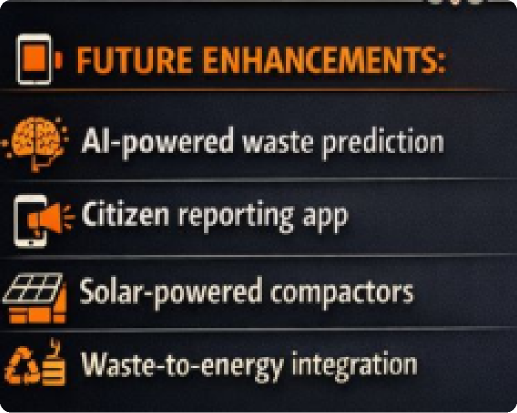 FUTURE ENHANCEMENTS:
AI-powered waste prediction
Citizen reporting app
Solar-powered compactors
Waste-to-energy integration